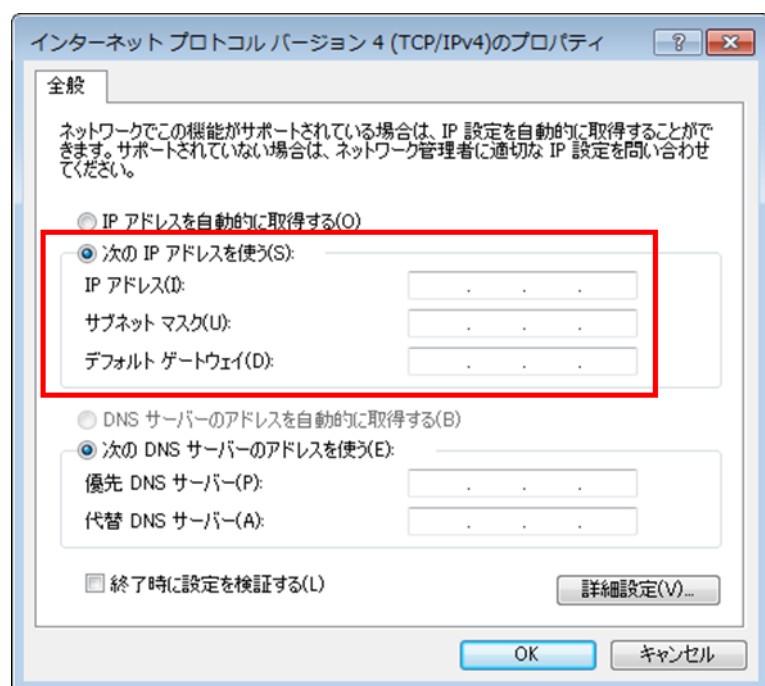 インターネット プロトコル バージョン 4 (TCP/IPv4)のプロパティ
全般
ネットワークでこの機能がサポートされている場合は、IP 設定を自動的に取得することがで
きます。サポートされていない場合は、ネットワーク管理者に適切な IP 設定を問い合わせ
てください。
IP アドレスを自動的に取得する(O)
次の IP アドレスを使う(S):
IP アドレス(I):
サブネット マスク(U):
デフォルト ゲートウェイ(D):
DNS サーバーのアドレスを自動的に取得する(B)
次の DNS サーバーのアドレスを使う(E):
優先 DNS サーバー(P):
代替 DNS サーバー(A):
終了時に設定を検証する(L)
詳細設定(V)...
OK キャンセル